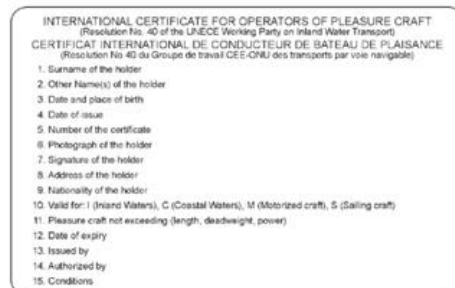 INTERNATIONAL CERTIFICATE FOR OPERATORS OF PLEASURE CRAFT
(Resolution No. 40 of the UNECE Working Party on Inland Water Transport)
CERTIFICAT INTERNATIONAL DE CONDUCTEUR DE BATEAU DE PLAISANCE
(Resolution No 40 du Groupe de travail CEE-ONU des transports par voie navigable)
1. Surname of the holder
2. Other Name(s) of the holder
3. Date and place of birth
4. Date of issue
5. Number of the certificate
6. Photograph of the holder
7. Signature of the holder
8. Address of the holder
9. Nationality of the holder
10. Valid for: I (Inland Waters), C (Coastal Waters), M (Motorized craft), S (Sailing craft)
11. Pleasure craft not exceeding (length, deadweight, power)
12. Date of expiry
13. Issued by
14. Authorized by
15. Conditions